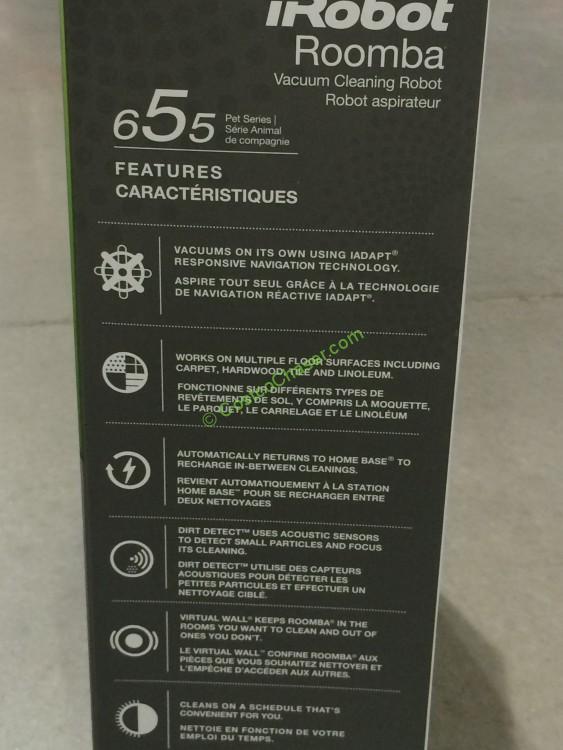 iRobot
Roomba
Vacuum Cleaning Robot
Robot aspirateur
655
Pet Series |
Série Animal
de compagnie
FEATURES
CARACTÉRISTIQUES
VACUUMS ON ITS OWN USING IADAPT®
RESPONSIVE NAVIGATION TECHNOLOGY.
ASPIRE TOUT SEUL GRÂCE À LA TECHNOLOGIE
DE NAVIGATION RÉACTIVE IADAPT®.
WORKS ON MULTIPLE FLOOR SURFACES INCLUDING
CARPET, HARDWOOD, TILE AND LINOLEUM.
FONCTIONNE SUR DIFFÉRENTS TYPES DE
REVÊTEMENTS DE SOL, Y COMPRIS LA MOQUETTE,
LE PARQUET, LE CARRELAGE ET LE LINOLÉUM
© CostcoChaser.com
AUTOMATICALLY RETURNS TO HOME BASE® TO
RECHARGE IN-BETWEEN CLEANINGS.
REVIENT AUTOMATIQUEMENT À LA STATION
HOME BASE™ POUR SE RECHARGER ENTRE
DEUX NETTOYAGES
DIRT DETECT™ USES ACOUSTIC SENSORS
TO DETECT SMALL PARTICLES AND FOCUS
ITS CLEANING.
DIRT DETECT™ UTILISE DES CAPTEURS
ACOUSTIQUES POUR DÉTECTER LES
PETITES PARTICULES ET EFFECTUER UN
NETTOYAGE CIBLÉ.
VIRTUAL WALL® KEEPS ROOMBA® IN THE
ROOMS YOU WANT TO CLEAN AND OUT OF
ONES YOU DON'T.
LE VIRTUAL WALL™ CONFINE ROOMBA® AUX
PIÈCES QUE VOUS SOUHAITEZ NETTOYER ET
L'EMPÊCHE D'ACCÉDER AUX AUTRES.
CLEANS ON A SCHEDULE THAT'S
CONVENIENT FOR YOU.
NETTOIE EN FONCTION DE VOTRE
EMPLOI DU TEMPS.